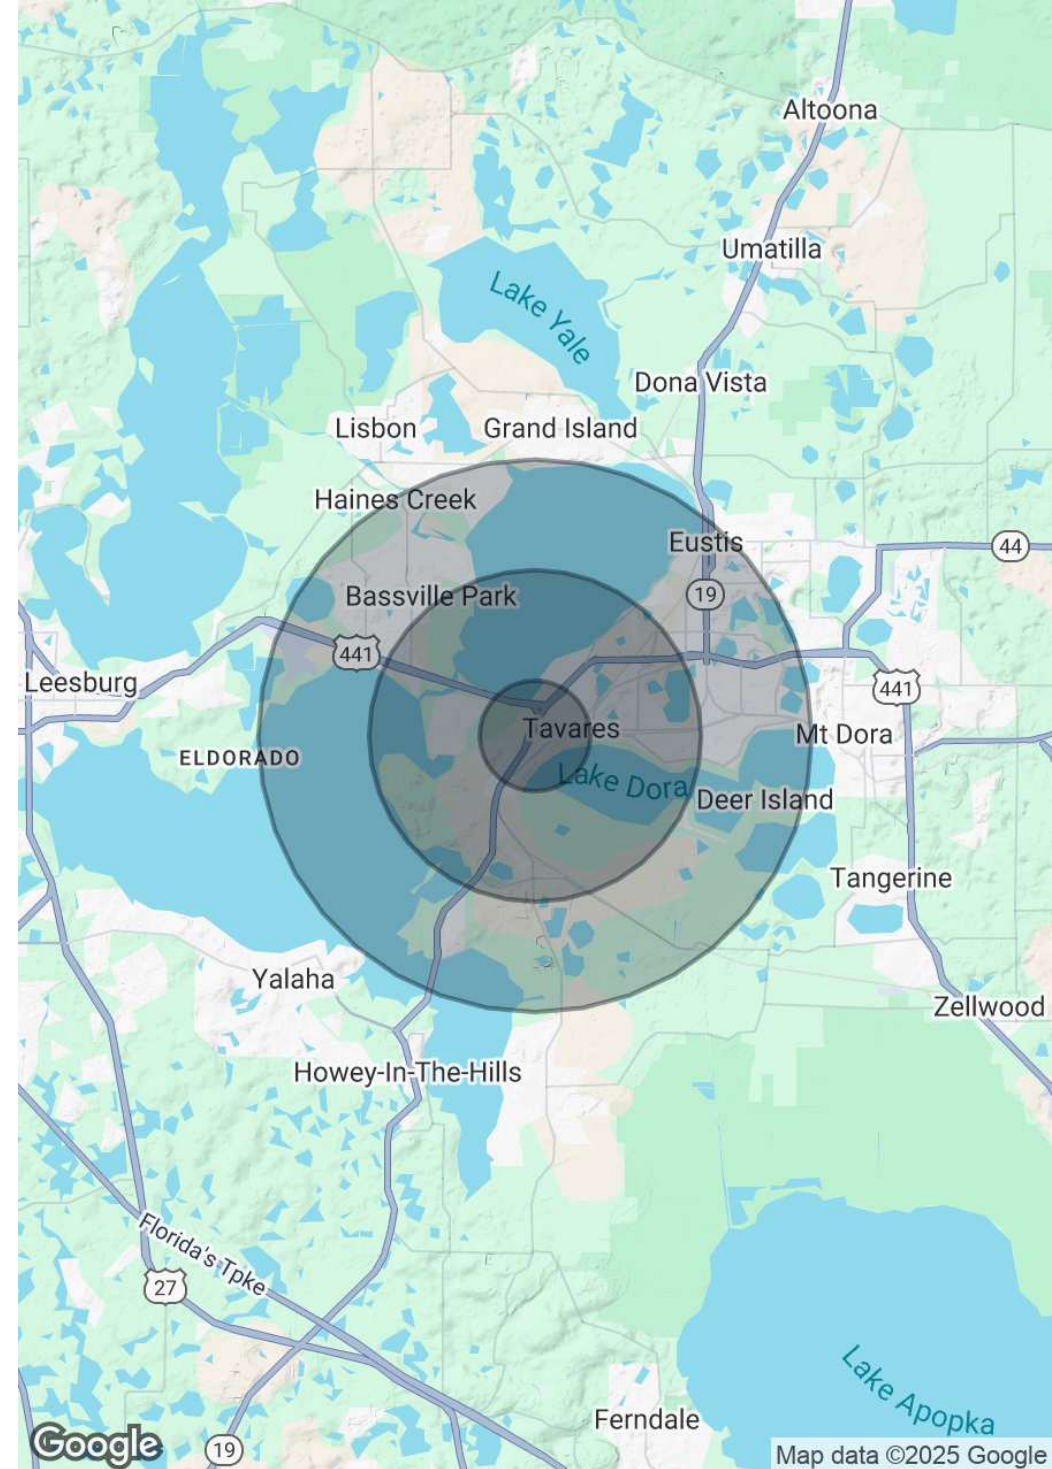 Altoona
Umatilla
Lake Yale
Dona Vista
Lisbon
Grand Island
Haines Creek
Eustis
44
19
Bassville Park
441
Leesburg
441
Tavares
Mt Dora
ELDORADO
Lake Dora
Deer Island
Tangerine
Yalaha
Zellwood
Howey-In-The-Hills
Florida's Tpke
27
Lake Apopka
Ferndale
Google
19
Map data ©2025 Google